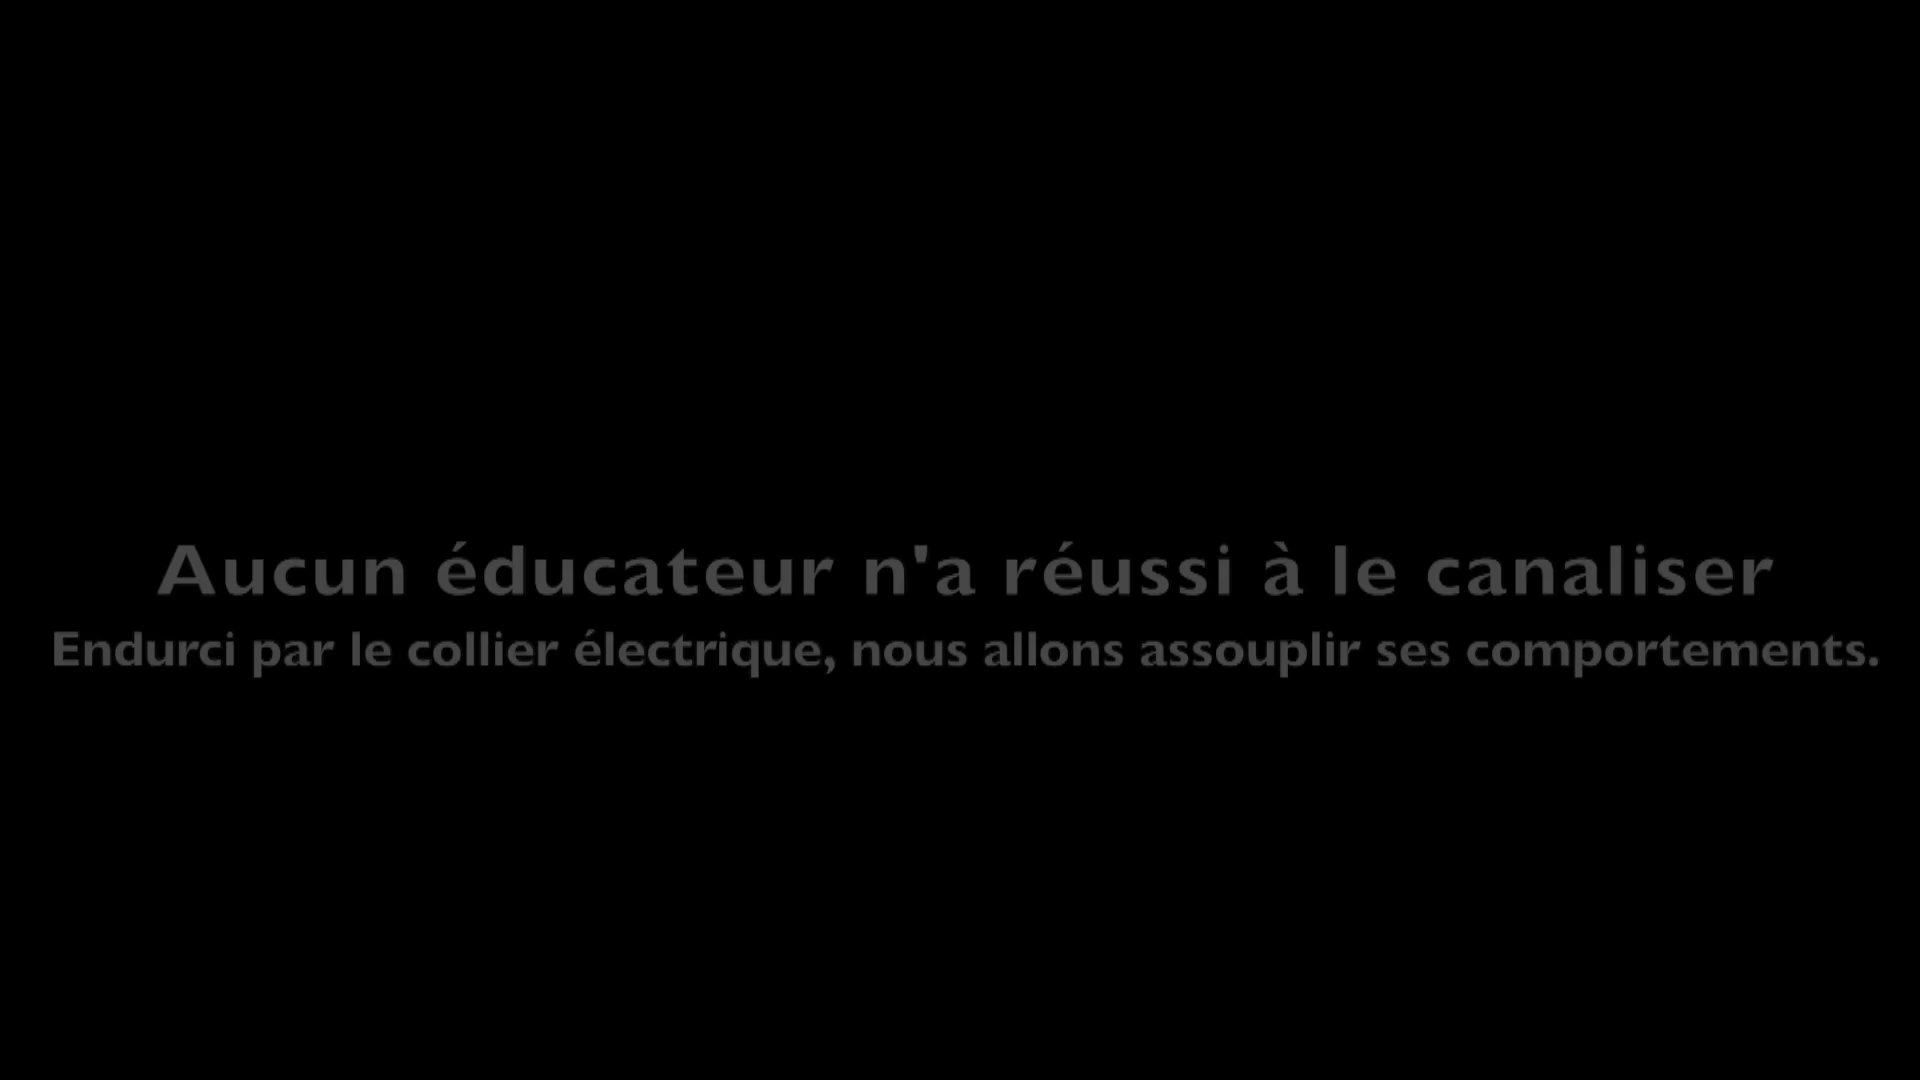 Aucun éducateur n'a réussi à le canaliser
Endurci par le collier électrique, nous allons assouplir ses comportements.